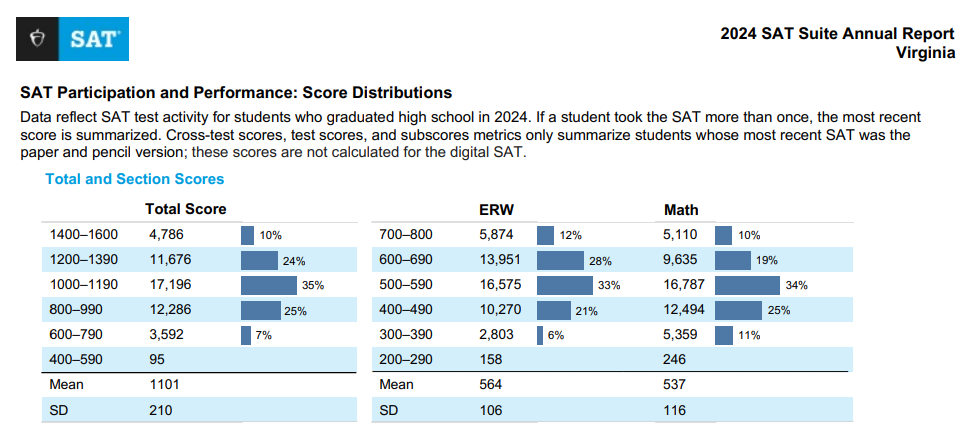 SAT®
2024 SAT Suite Annual Report
Virginia
SAT Participation and Performance: Score Distributions
Data reflect SAT test activity for students who graduated high school in 2024. If a student took the SAT more than once, the most recent
score is summarized. Cross-test scores, test scores, and subscores metrics only summarize students whose most recent SAT was the
paper and pencil version; these scores are not calculated for the digital SAT.
Total and Section Scores
Total Score
1400–1600 4,786 10%
1200–1390 11,676 24%
1000–1190 17,196 35%
800–990 12,286 25%
600–790 3,592 7%
400–590 95
Mean 1101
SD 210
ERW Math
700–800 5,874 12% 5,110 10%
600–690 13,951 28% 9,635 19%
500–590 16,575 33% 16,787 34%
400–490 10,270 21% 12,494 25%
300–390 2,803 6% 5,359 11%
200–290 158 246
Mean 564 537
SD 106 116